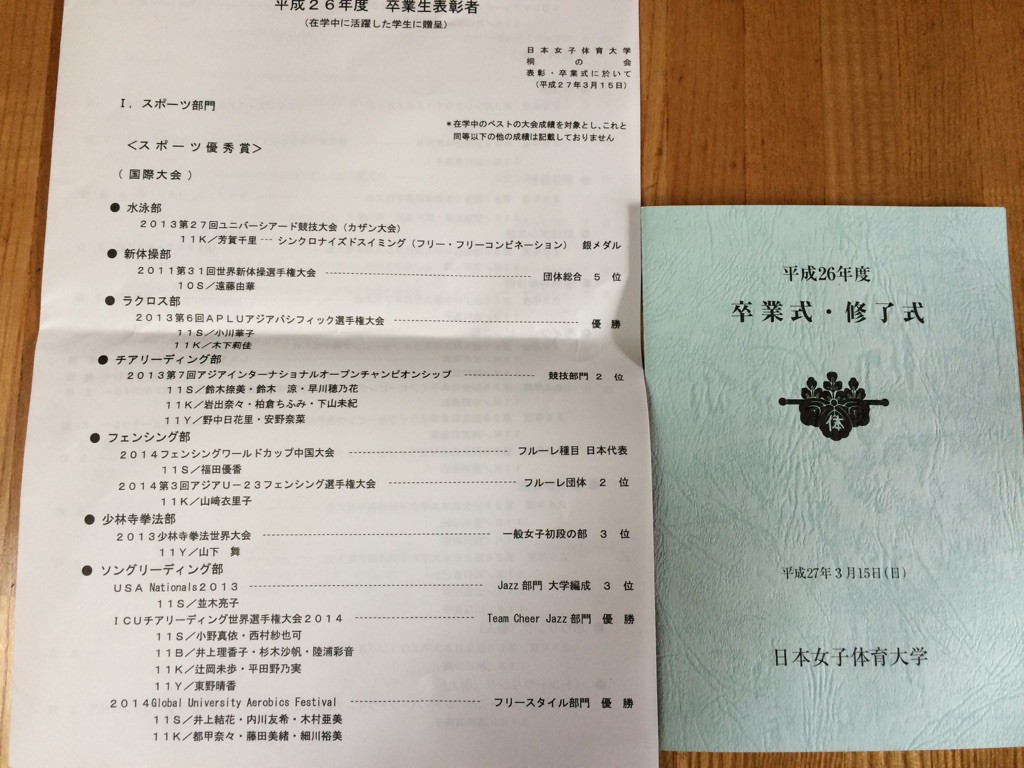 平成２６年度　卒業生表彰者
（在学中に活躍した学生に贈呈）
日本女子体育大学
桐の会
表彰・卒業式に於いて
（平成２７年３月１５日）
Ⅰ．スポーツ部門
＊在学中のベストの大会成績を対象とし、これと
同等以下の他の成績は記載しておりません
＜スポーツ優秀賞＞
（国際大会）
● 水泳部
２０１３第２７回ユニバーシアード競技大会（カザン大会）
１１Ｋ／芳賀千里 --- シンクロナイズドスイミング（フリー・フリーコンビネーション）　銀メダル
● 新体操部
２０１１第３１回世界新体操選手権大会 ---- 団体総合　５　位
１０Ｓ／遠藤由華
● ラクロス部
２０１３第６回ＡＰＬＵアジアパシフィック選手権大会 ---- 優　勝
１１Ｓ／小川華子
１１Ｋ／木下莉佳
● チアリーディング部
２０１３第７回アジアインターナショナルオープンチャンピオンシップ ---- 競技部門　２　位
１１Ｓ／鈴木捺美・鈴木　涼・早川穂乃花
１１Ｋ／岩出奈々・柏倉ちふみ・下山未紀
１１Ｙ／野中日花里・安野奈菜
● フェンシング部
２０１４フェンシングワールドカップ中国大会 ---- フルーレ種目 日本代表
１１Ｓ／福田優香
２０１４第３回アジアＵ－２３フェンシング選手権大会 ---- フルーレ団体　２　位
１１Ｋ／山﨑衣里子
● 少林寺拳法部
２０１３少林寺拳法世界大会 ---- 一般女子初段の部　３　位
１１Ｙ／山下　舞
● ソングリーディング部
ＵＳＡ Nationals２０１３ ---- Jazz部門 大学編成　３　位
１１Ｓ／並木亮子
ＩＣＵチアリーディング世界選手権大会２０１４ ---- Team Cheer Jazz部門　優　勝
１１Ｓ／小野真依・西村紗也可
１１Ｂ／井上理香子・杉木沙帆・陸浦彩音
１１Ｋ／辻岡未歩・平田野乃実
１１Ｙ／東野晴香
２０１４Global University Aerobics Festival ---- フリースタイル部門　優　勝
１１Ｓ／井上結花・内川友希・木村亜美
１１Ｋ／都甲奈々・藤田美緒・細川裕美
平成26年度
卒業式・修了式
体
平成27年３月15日（日）
日本女子体育大学